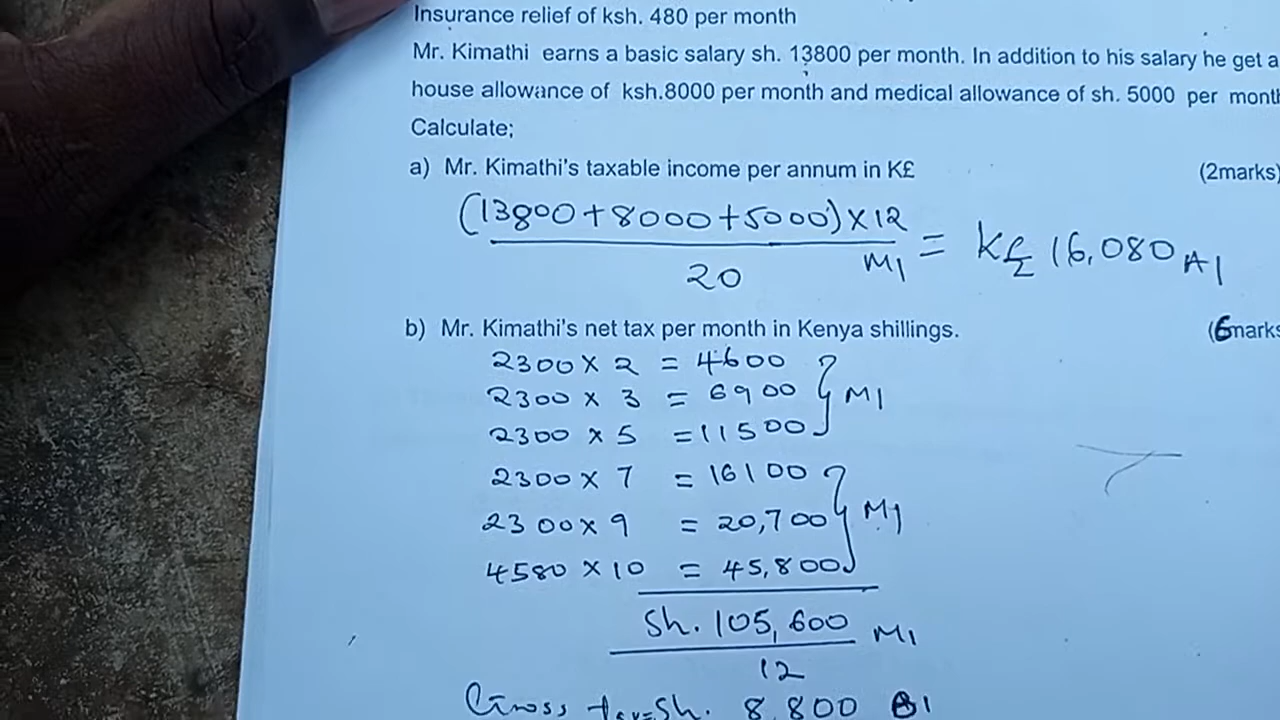 Insurance relief of ksh. 480 per month
Mr. Kimathi earns a basic salary sh. 13800 per month. In addition to his salary he get a
house allowance of ksh.8000 per month and medical allowance of sh. 5000 per month
Calculate;
a) Mr. Kimathi's taxable income per annum in K£ (2marks)
(13800+8000+5000)×12 / 20 M1 = K£ 16,080 A1
b) Mr. Kimathi's net tax per month in Kenya shillings. (6marks
2300 × 2 = 4600
2300 × 3 = 6900 M1
2300 × 5 = 11500
2300 × 7 = 16100
2300 × 9 = 20,700 M1
4580 × 10 = 45,800
Sh. 105,600 M1
12
Gross tax=Sh. 8,800 B1